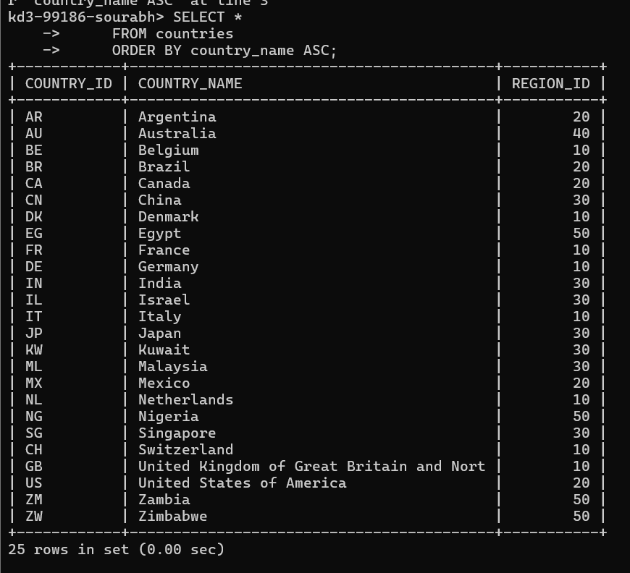 r 'country_name ASC' at line 3
kd3-99186-sourabh> SELECT *
    ->      FROM countries
    ->      ORDER BY country_name ASC;
+------------+-------------------------------------------+-----------+
| COUNTRY_ID | COUNTRY_NAME                              | REGION_ID |
+------------+-------------------------------------------+-----------+
| AR         | Argentina                                 |        20 |
| AU         | Australia                                 |        40 |
| BE         | Belgium                                   |        10 |
| BR         | Brazil                                    |        20 |
| CA         | Canada                                    |        20 |
| CN         | China                                     |        30 |
| DK         | Denmark                                   |        10 |
| EG         | Egypt                                     |        50 |
| FR         | France                                    |        10 |
| DE         | Germany                                   |        10 |
| IN         | India                                     |        30 |
| IL         | Israel                                    |        30 |
| IT         | Italy                                     |        10 |
| JP         | Japan                                     |        30 |
| KW         | Kuwait                                    |        30 |
| ML         | Malaysia                                  |        30 |
| MX         | Mexico                                    |        20 |
| NL         | Netherlands                               |        10 |
| NG         | Nigeria                                   |        50 |
| SG         | Singapore                                 |        30 |
| CH         | Switzerland                               |        10 |
| GB         | United Kingdom of Great Britain and Nort  |        10 |
| US         | United States of America                  |        20 |
| ZM         | Zambia                                    |        50 |
| ZW         | Zimbabwe                                  |        50 |
+------------+-------------------------------------------+-----------+
25 rows in set (0.00 sec)